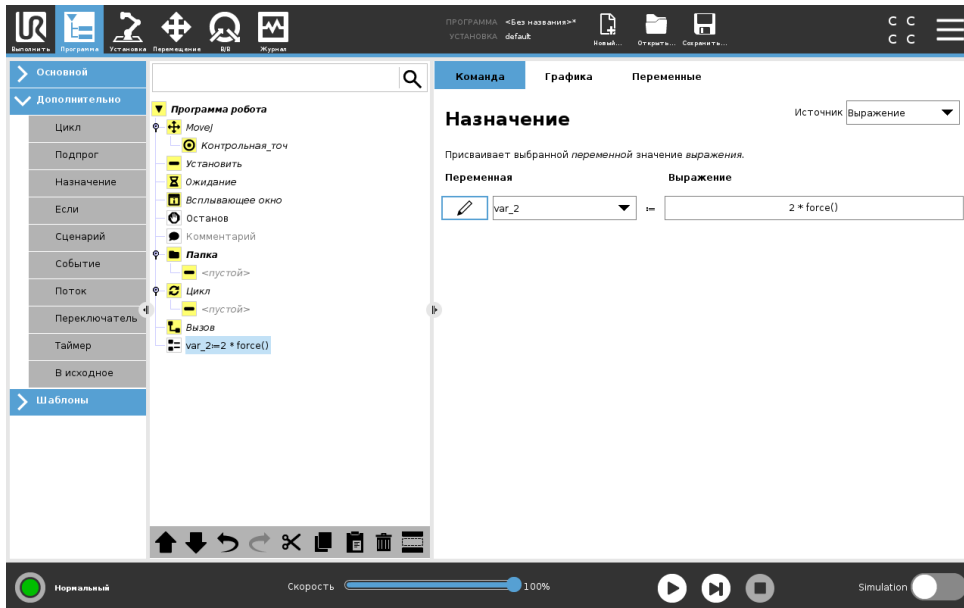 UR
Выполнить
Программа
Установка
Перемещение
В/В
Журнал
ПРОГРАММА <Без названия>*
УСТАНОВКА default
Новый...
Открыть...
Сохранить...
C C
C C
Основной
Дополнительно
Цикл
Подпрог
Назначение
Если
Сценарий
Событие
Поток
Переключатель
Таймер
В исходное
Шаблоны
Программа робота
MoveJ
Контрольная_точ
Установить
Ожидание
Всплывающее окно
Останов
Комментарий
Папка
<пустой>
Цикл
<пустой>
Вызов
var_2≔2 * force()
Команда
Графика
Переменные
Назначение
Источник Выражение
Присваивает выбранной переменной значение выражения.
Переменная Выражение
var_2 ≔ 2 * force()
Нормальный
Скорость 100%
Simulation